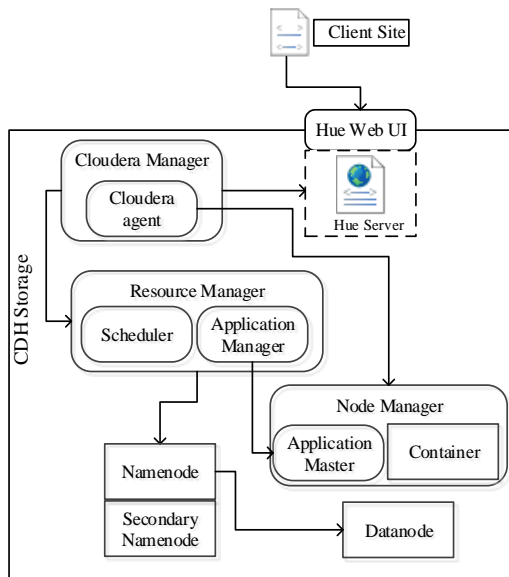 Client Site
Hue Web UI
Cloudera Manager
Cloudera
agent
Hue Server
CDH Storage
Resource Manager
Scheduler
Application
Manager
Node Manager
Application
Master
Container
Namenode
Secondary
Namenode
Datanode